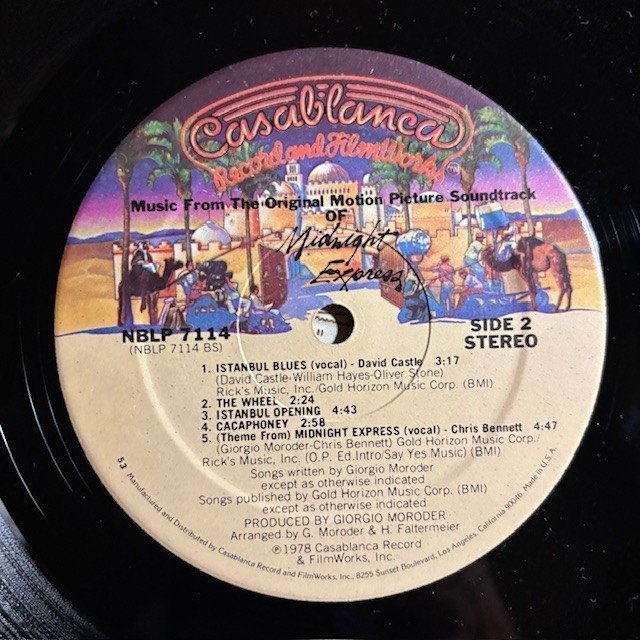 Casablanca
Record and FilmWorks
Music From The Original Motion Picture Soundtrack
OF
Midnight
Express
NBLP 7114
(NBLP 7114 BS)
SIDE 2
STEREO
1. ISTANBUL BLUES (vocal) - David Castle 3:17
(David Castle-William Hayes-Oliver Stone)
Rick's Music, Inc./Gold Horizon Music Corp. (BMI)
2. THE WHEEL 2:24
3. ISTANBUL OPENING 4:43
4. CACAPHONEY 2:58
5. (Theme From) MIDNIGHT EXPRESS (vocal) - Chris Bennett 4:47
(Giorgio Moroder-Chris Bennett) Gold Horizon Music Corp./
Rick's Music, Inc. (O.P. Ed.Intro/Say Yes Music) (BMI)
Songs written by Giorgio Moroder
except as otherwise indicated
Songs published by Gold Horizon Music Corp. (BMI)
except as otherwise indicated
PRODUCED BY GIORGIO MORODER
Arranged by G. Moroder & H. Faltermeier
℗1978 Casablanca Record
& FilmWorks, Inc.
53 Manufactured and Distributed by Casablanca Record and FilmWorks, Inc., 8255 Sunset Boulevard, Los Angeles, California 90046. Made in U.S.A.